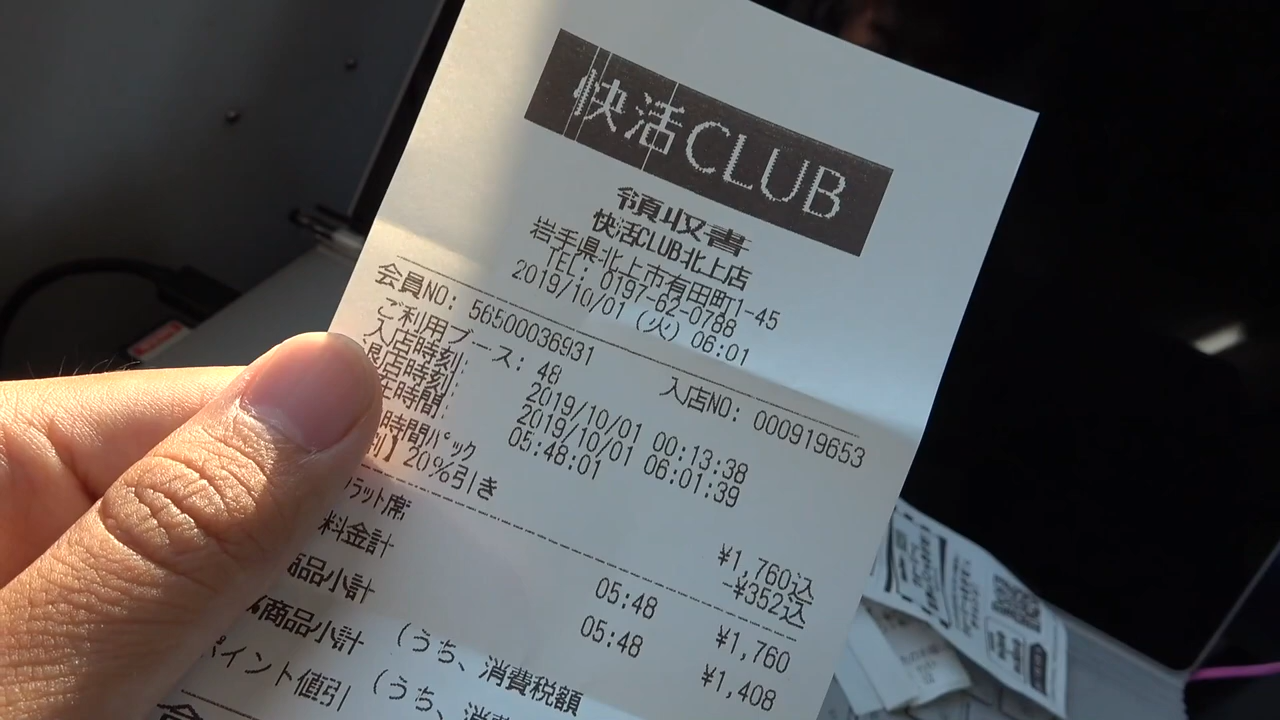 快活CLUB
領収書
快活CLUB北上店
岩手県北上市有田町1-45
TEL: 0197-62-0788
2019/10/01 (火) 06:01
会員NO: 56500036931 入店NO: 000919653
ご利用ブース: 48
入店時刻: 2019/10/01 00:13:38
退店時刻: 2019/10/01 06:01:39
在時間: 05:48:01
時間パック ¥1,760込
割】20%引き -¥352込
フラット席 05:48 ¥1,760
料金計 05:48 ¥1,408
商品小計 (うち、消費税額
商品小計 (うち、消費
ポイント値引